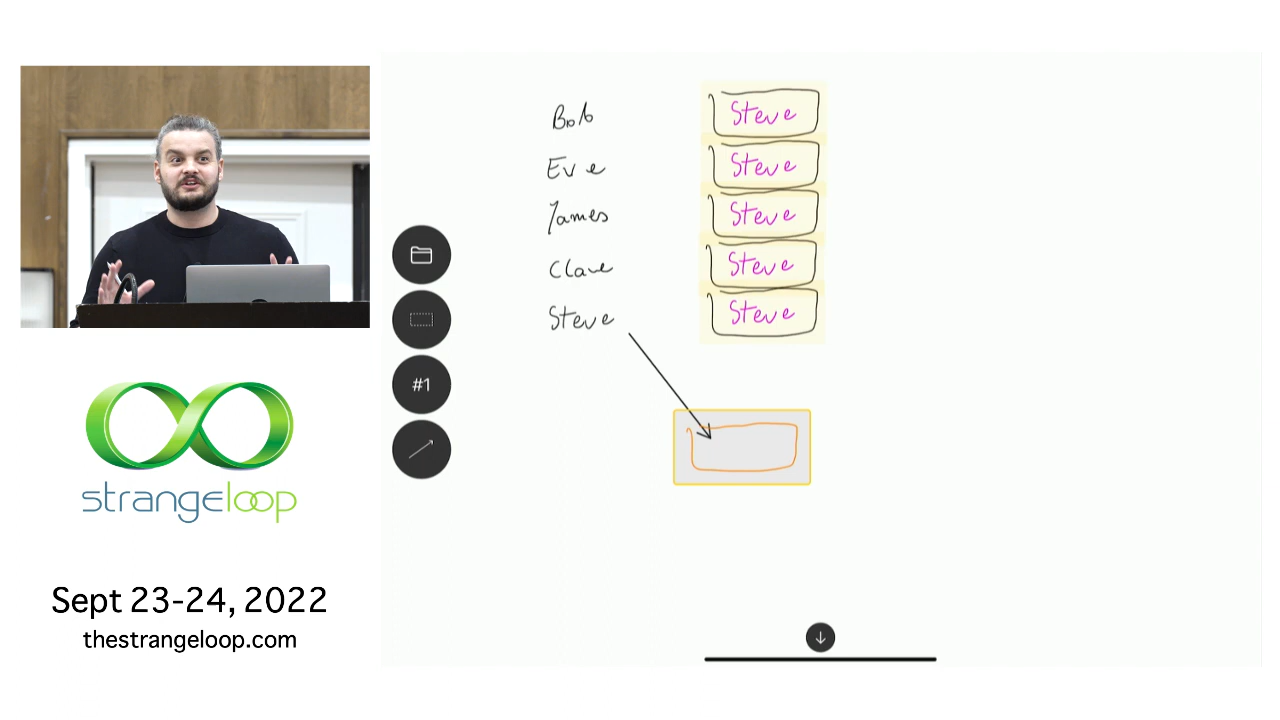 Bob Steve
Eve Steve
James Steve
Clare Steve
Steve Steve
#1
strangeloop
Sept 23-24, 2022
thestrangeloop.com